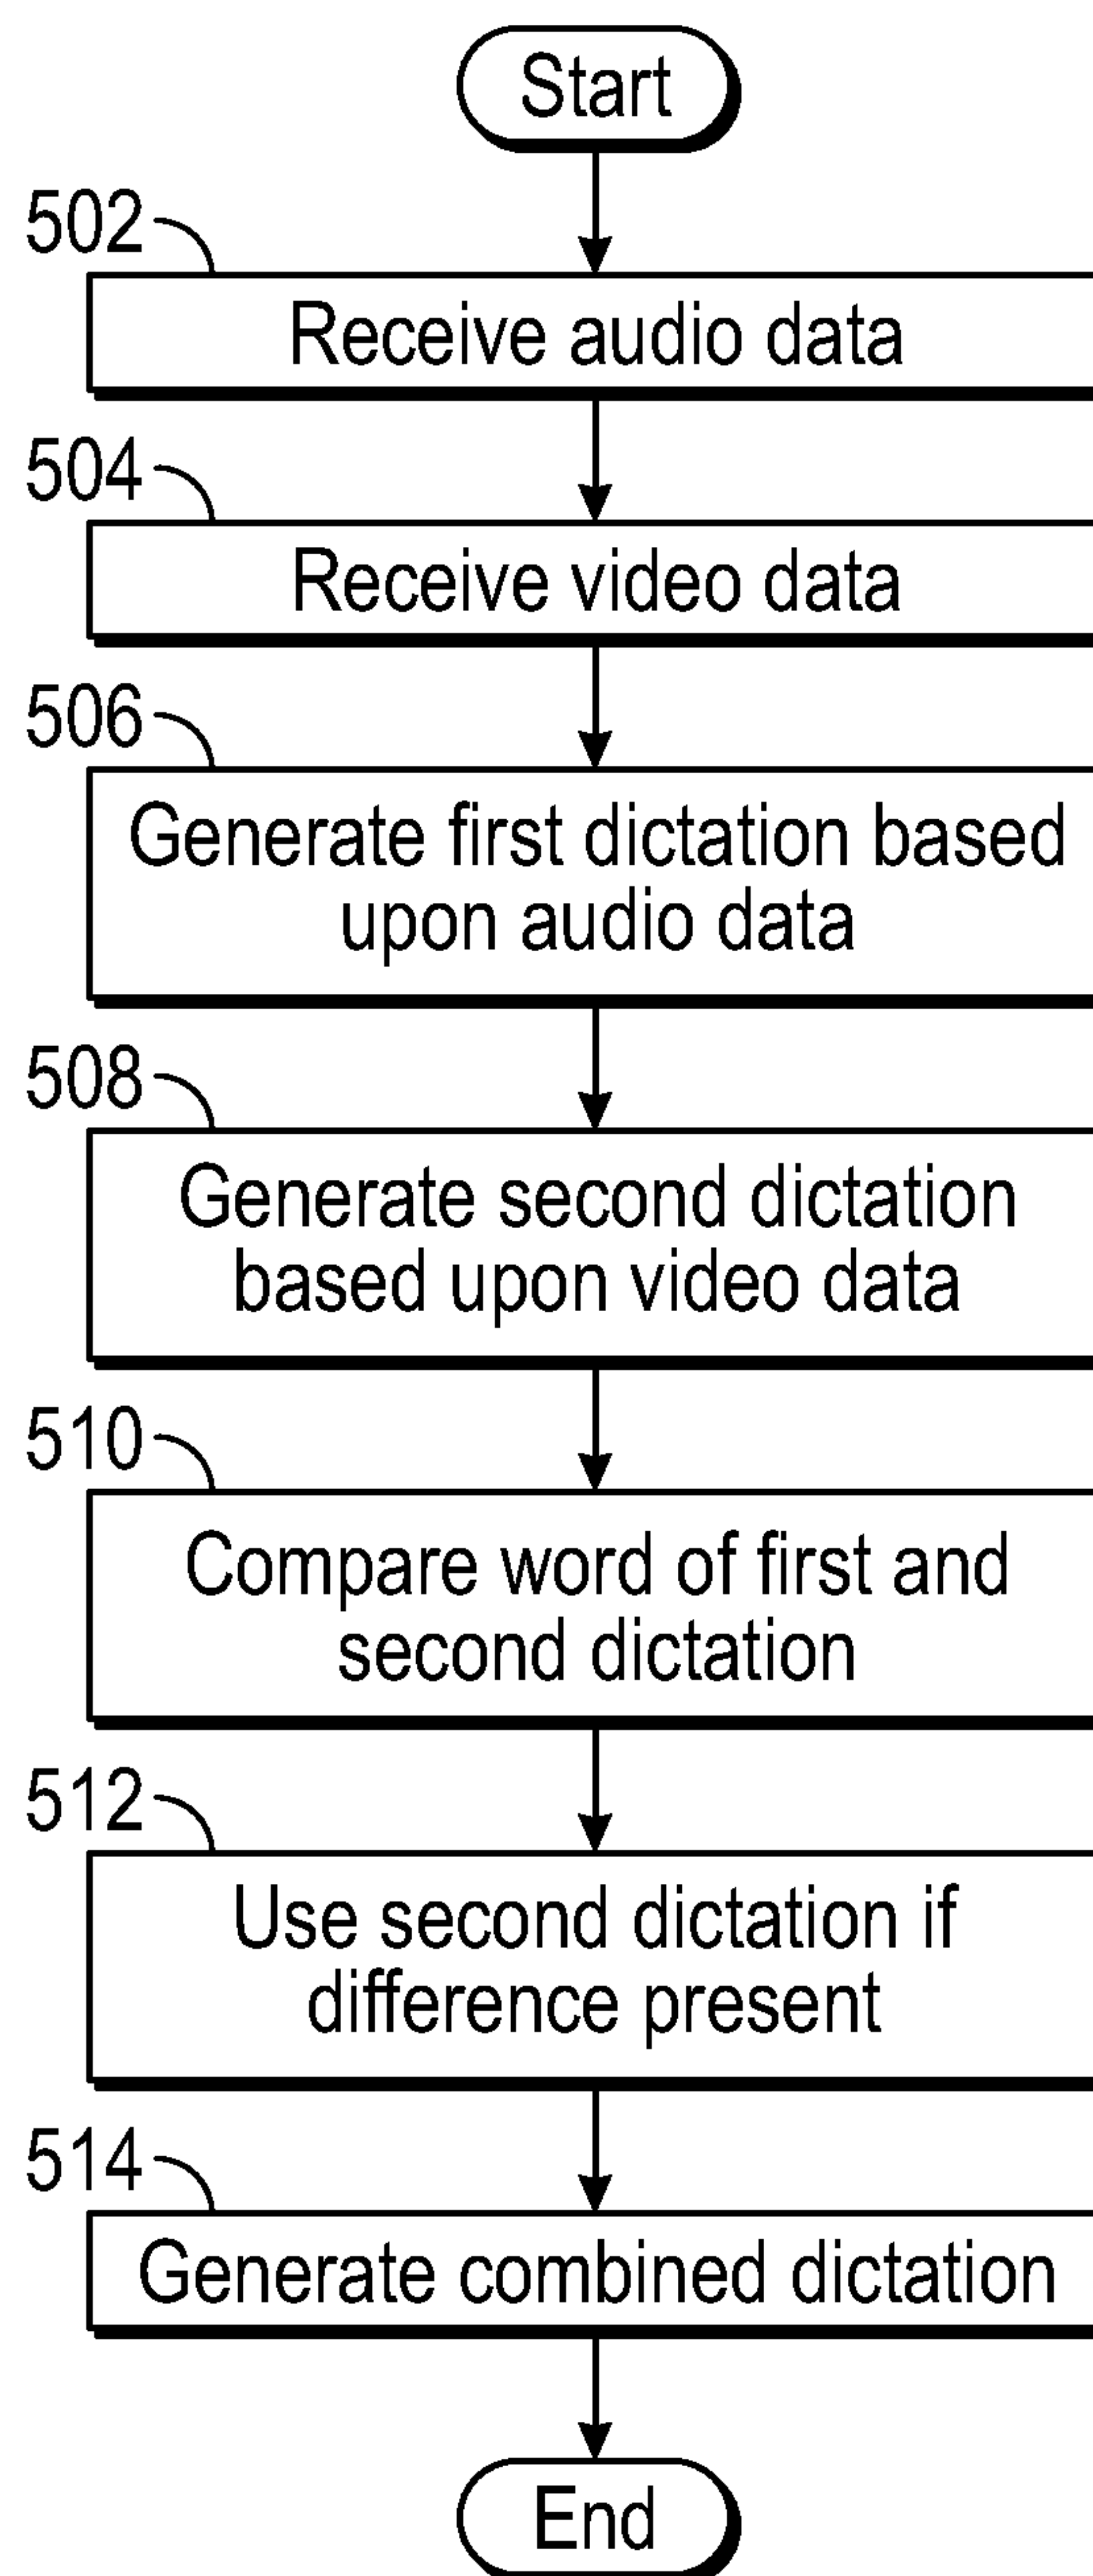 Start
502
Receive audio data
504
Receive video data
506
Generate first dictation based
upon audio data
508
Generate second dictation
based upon video data
510
Compare word of first and
second dictation
512
Use second dictation if
difference present
514
Generate combined dictation
End